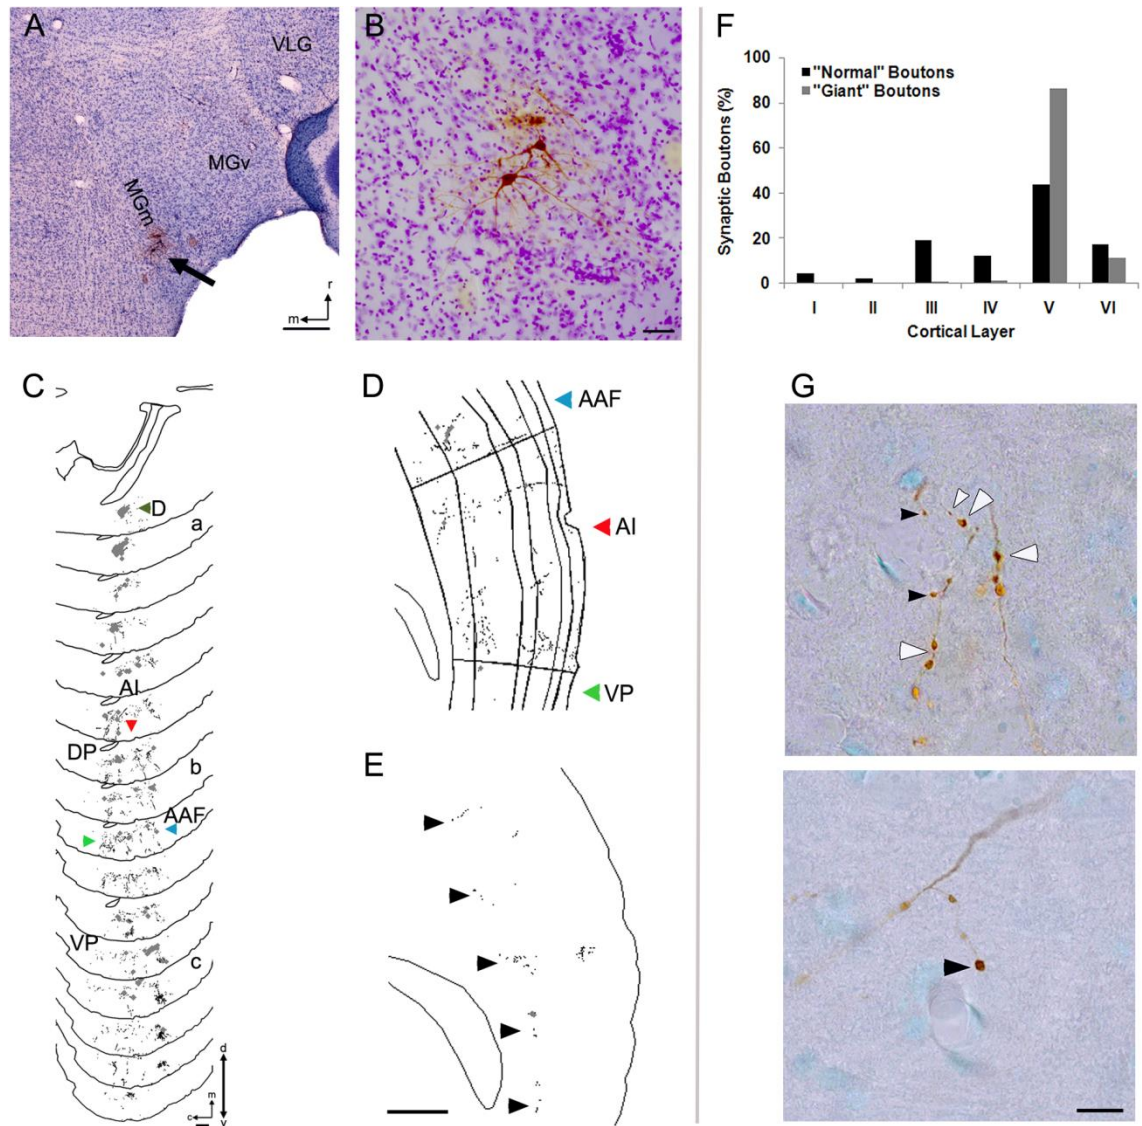 A
VLG
MGv
MGm
r
m
B
C
D
a
AI
DP
b
AAF
VP
c
d
m
c
v
D
AAF
AI
VP
E
F
100
80
60
40
20
0
Synaptic Boutons (%)
"Normal" Boutons
"Giant" Boutons
I II III IV V VI
Cortical Layer
G